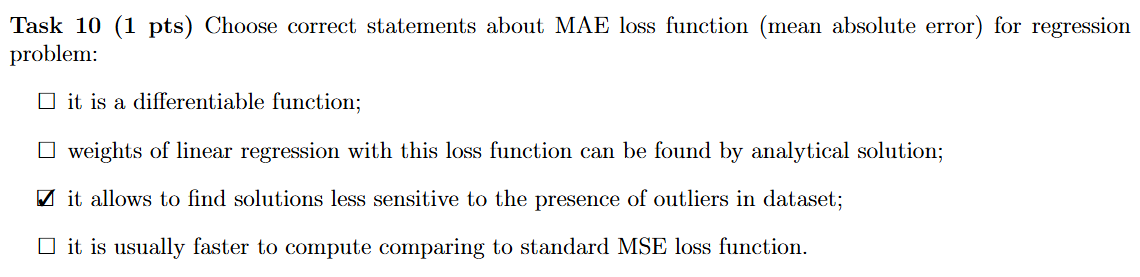 Task 10 (1 pts) Choose correct statements about MAE loss function (mean absolute error) for regression
problem:
☐ it is a differentiable function;
☐ weights of linear regression with this loss function can be found by analytical solution;
☑ it allows to find solutions less sensitive to the presence of outliers in dataset;
☐ it is usually faster to compute comparing to standard MSE loss function.